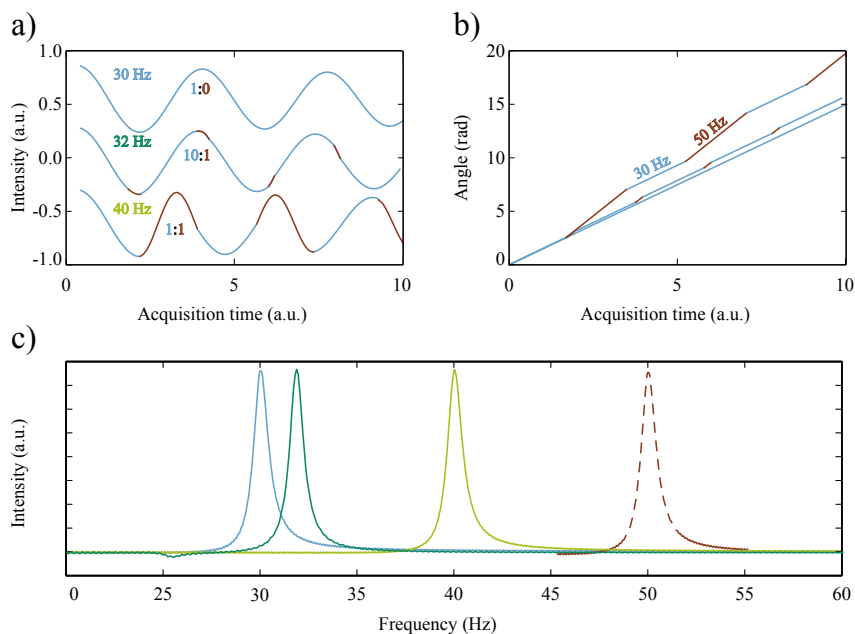 a)
Intensity (a.u.)
1.0
0.5
0.0
-0.5
-1.0
30 Hz
1:0
32 Hz
10:1
40 Hz
1:1
0
5
10
Acquisition time (a.u.)
b)
Angle (rad)
20
15
10
5
0
30 Hz
50 Hz
0
5
10
Acquisition time (a.u.)
c)
Intensity (a.u.)
25
30
35
40
45
50
55
60
Frequency (Hz)